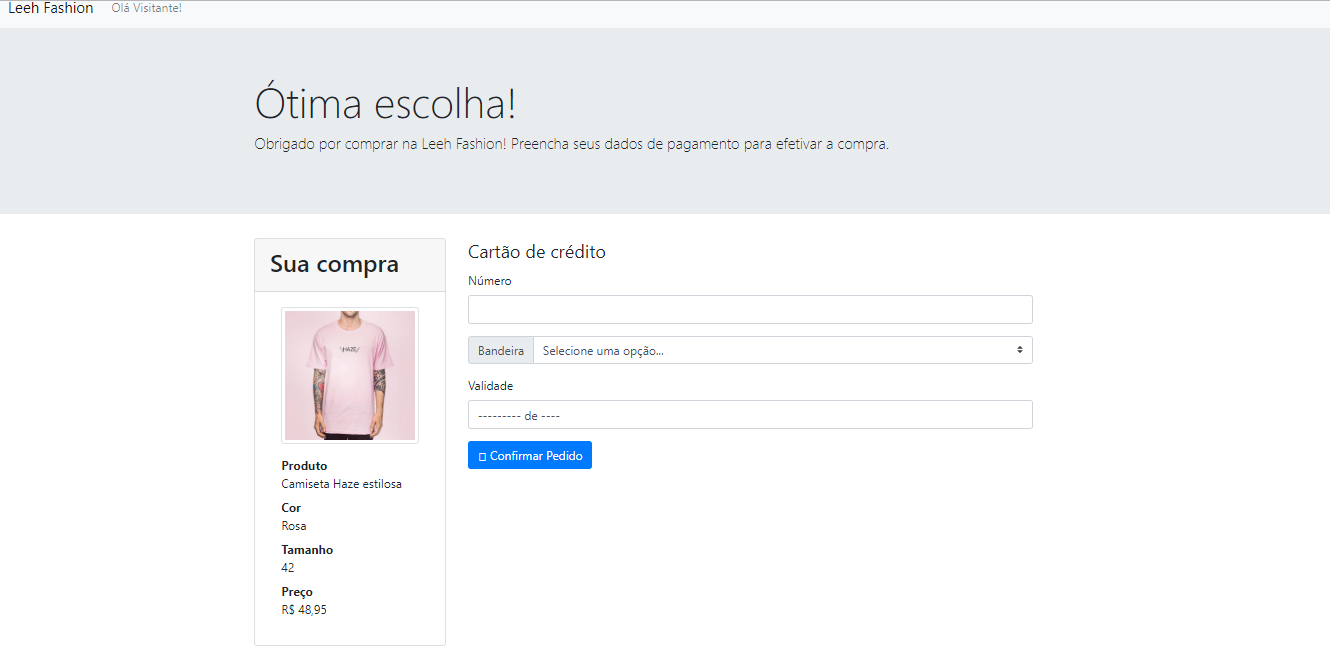 Leeh Fashion Olá Visitante!
Ótima escolha!
Obrigado por comprar na Leeh Fashion! Preencha seus dados de pagamento para efetivar a compra.
Sua compra
HAZE/
Produto
Camiseta Haze estilosa
Cor
Rosa
Tamanho
42
Preço
R$ 48,95
Cartão de crédito
Número
Bandeira Selecione uma opção...
Validade
--------- de ----
Confirmar Pedido